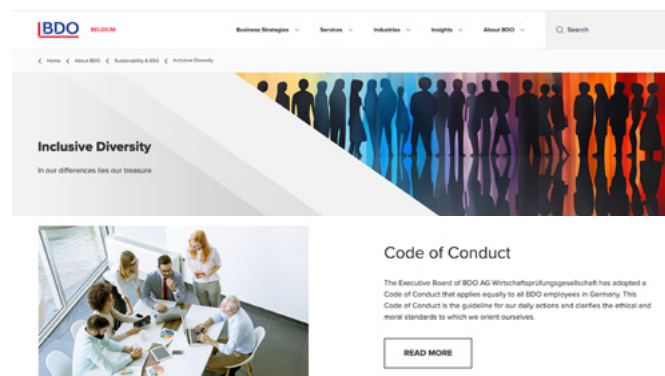 BDO BELGIUM
Business Strategies Services Industries Insights About BDO Search
Home About BDO Sustainability & ESG Inclusive Diversity
Inclusive Diversity
In our differences lies our treasure
Code of Conduct
The Executive Board of BDO AG Wirtschaftsprüfungsgesellschaft has adopted a
Code of Conduct that applies equally to all BDO employees in Germany. This
Code of Conduct is the guideline for our daily actions and clarifies the ethical and
moral standards to which we orient ourselves.
READ MORE